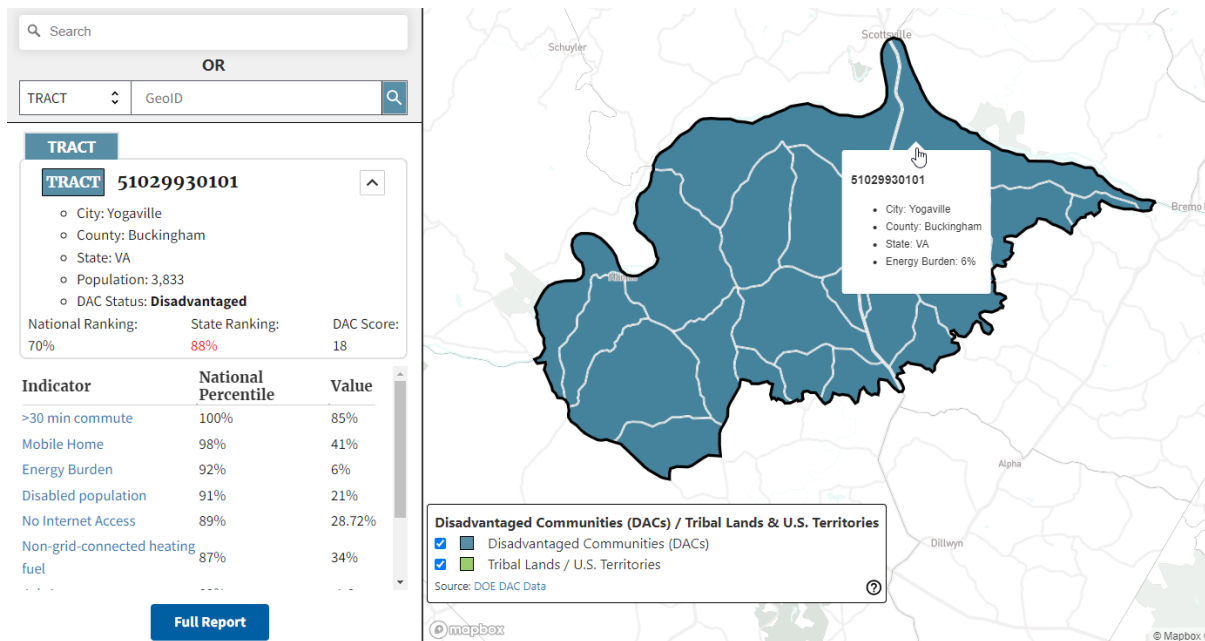 Search
OR
TRACT
GeoID
TRACT
TRACT 51029930101
City: Yogaville
County: Buckingham
State: VA
Population: 3,833
DAC Status: Disadvantaged
National Ranking: State Ranking: DAC Score:
70% 88% 18
Indicator National Percentile Value
>30 min commute 100% 85%
Mobile Home 98% 41%
Energy Burden 92% 6%
Disabled population 91% 21%
No Internet Access 89% 28.72%
Non-grid-connected heating fuel 87% 34%
Full Report
Schuyler
Scottsville
51029930101
City: Yogaville
County: Buckingham
State: VA
Energy Burden: 6%
Bremo
Alpha
Dillwyn
Disadvantaged Communities (DACs) / Tribal Lands & U.S. Territories
Disadvantaged Communities (DACs)
Tribal Lands / U.S. Territories
Source: DOE DAC Data
mapbox
© Mapbox